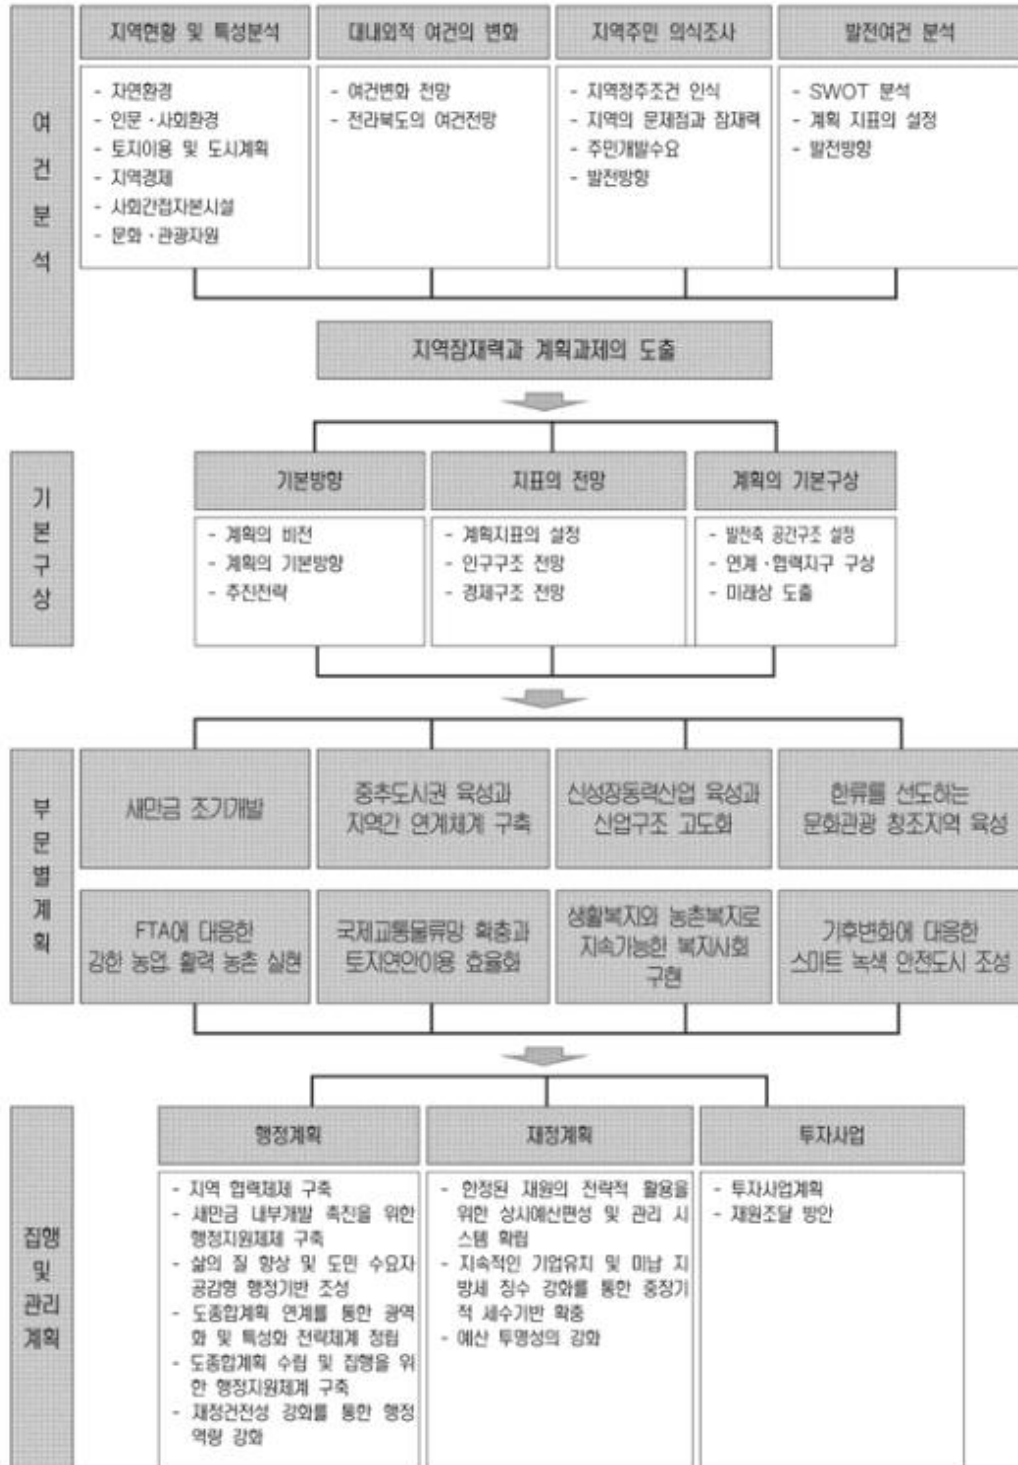 여건분석
지역현황 및 특성분석
- 자연환경
- 인문·사회환경
- 토지이용 및 도시계획
- 지역경제
- 사회간접자본시설
- 문화·관광자원
대내외적 여건의 변화
- 여건변화 전망
- 전라북도의 여건전망
지역주민 의식조사
- 지역정주조건 인식
- 지역의 문제점과 잠재력
- 주민개발수요
- 발전방향
발전여건 분석
- SWOT 분석
- 계획 지표의 설정
- 발전방향
지역잠재력과 계획과제의 도출
기본구상
기본방향
- 계획의 비전
- 계획의 기본방향
- 추진전략
지표의 전망
- 계획지표의 설정
- 인구구조 전망
- 경제구조 전망
계획의 기본구상
- 발전축 공간구조 설정
- 연계·협력지구 구상
- 미래상 도출
부문별계획
새만금 조기개발
중추도시권 육성과
지역간 연계체계 구축
신성장동력산업 육성과
산업구조 고도화
한류를 선도하는
문화관광 창조지역 육성
FTA에 대응한
강한 농업, 활력 농촌 실현
국제교통물류망 확충과
토지연안이용 효율화
생활복지와 농촌복지로
지속가능한 복지사회
구현
기후변화에 대응한
스마트 녹색 안전도시 조성
집행
및
관리
계획
행정계획
- 지역 협력체제 구축
- 새만금 내부개발 촉진을 위한
행정지원체제 구축
- 삶의 질 향상 및 도민 수요자
공감형 행정기반 조성
- 도종합계획 연계를 통한 광역
화 및 특성화 전략체계 정립
- 도종합계획 수립 및 집행을 위
한 행정지원체계 구축
- 재정건전성 강화를 통한 행정
역량 강화
재정계획
- 한정된 재원의 전략적 활용을
위한 상시예산편성 및 관리 시
스템 확립
- 지속적인 기업유치 및 미납 지
방세 징수 강화를 통한 중장기
적 세수기반 확충
- 예산 투명성의 강화
투자사업
- 투자사업계획
- 재원조달 방안